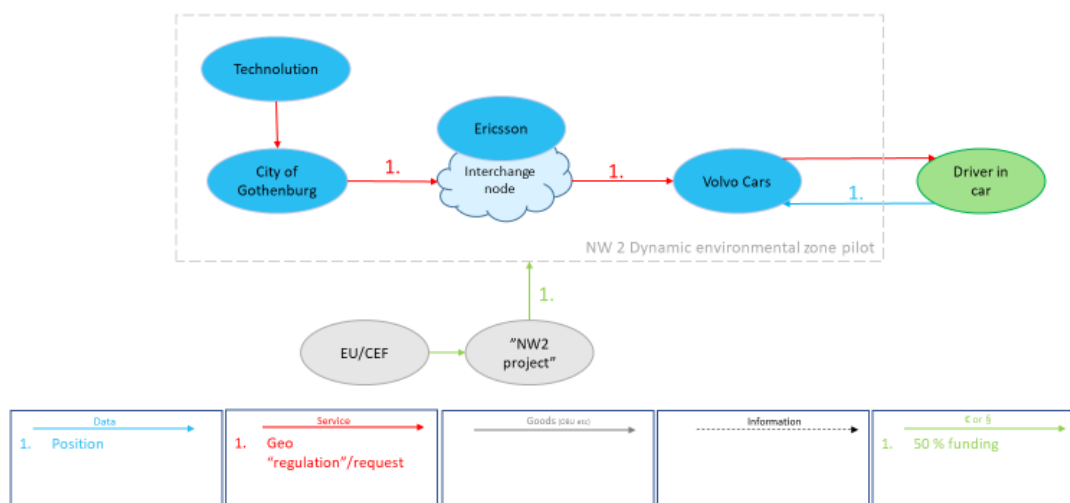 Technolution
Ericsson
City of
Gothenburg
1.
Interchange
node
1.
Volvo Cars
1.
Driver in
car
NW 2 Dynamic environmental zone pilot
1.
EU/CEF
"NW2
project"
Data
1. Position
Service
1. Geo
"regulation"/request
Goods (OBU etc)
Information
€ or §
1. 50 % funding